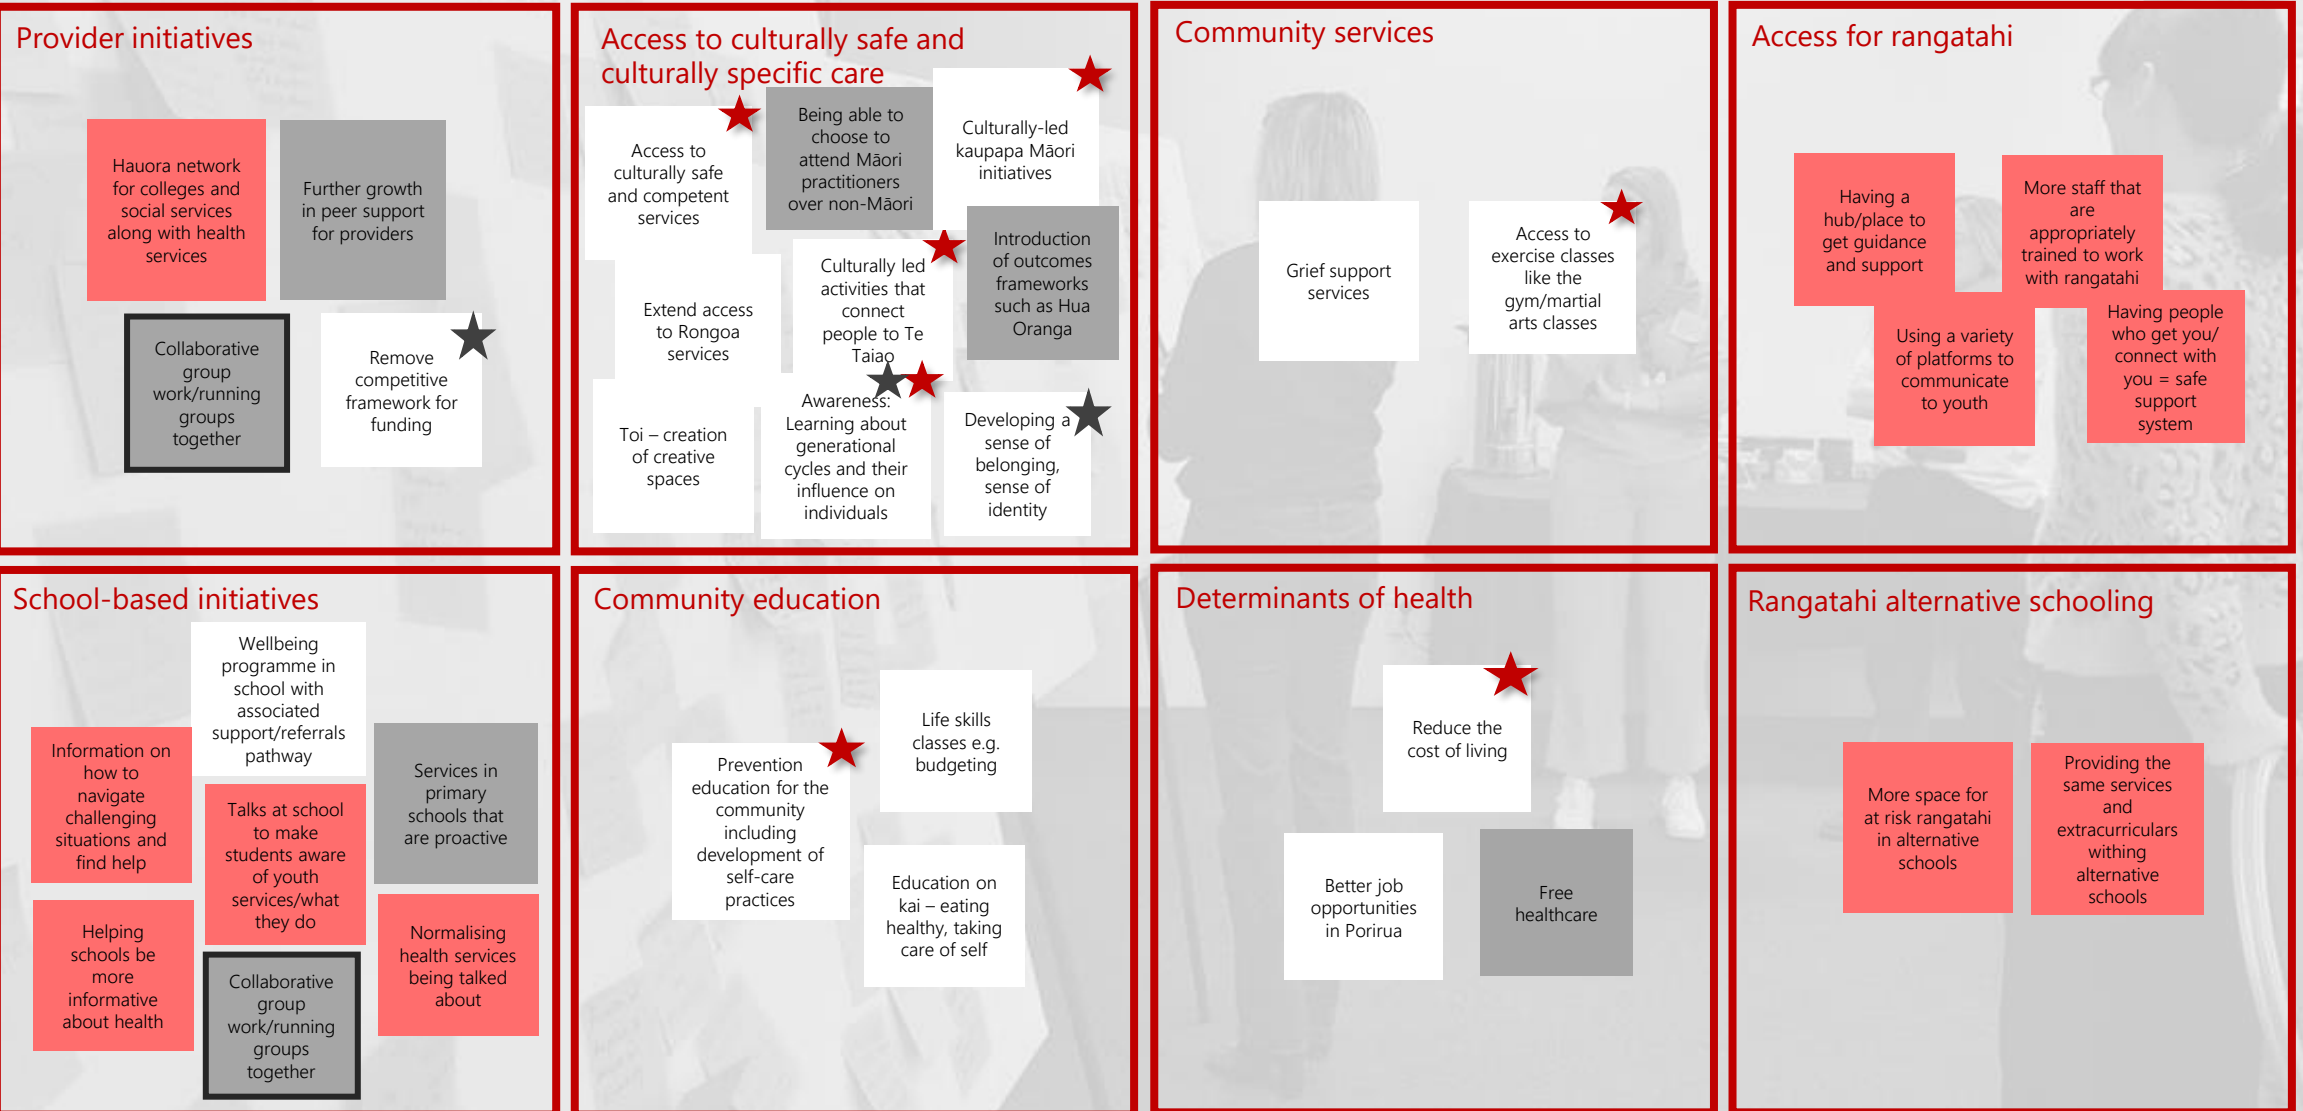 Provider initiatives
Hauora network
for colleges and
social services
along with health
services
Further growth
in peer support
for providers
Collaborative
group
work/running
groups
together
Remove
competitive
framework for
funding
Access to culturally safe and
culturally specific care
Access to
culturally safe
and competent
services
Being able to
choose to
attend Māori
practitioners
over non-Māori
Culturally-led
kaupapa Māori
initiatives
Extend access
to Rongoa
services
Culturally led
activities that
connect
people to Te
Taiao
Introduction
of outcomes
frameworks
such as Hua
Oranga
Toi – creation
of creative
spaces
Awareness:
Learning about
generational
cycles and their
influence on
individuals
Developing a
sense of
belonging,
sense of
identity
Community services
Grief support
services
Access to
exercise classes
like the
gym/martial
arts classes
Access for rangatahi
Having a
hub/place to
get guidance
and support
More staff that
are
appropriately
trained to work
with rangatahi
Using a variety
of platforms to
communicate
to youth
Having people
who get you/
connect with
you = safe
support
system
School-based initiatives
Wellbeing
programme in
school with
associated
support/referrals
pathway
Information on
how to
navigate
challenging
situations and
find help
Talks at school
to make
students aware
of youth
services/what
they do
Services in
primary
schools that
are proactive
Helping
schools be
more
informative
about health
Collaborative
group
work/running
groups
together
Normalising
health services
being talked
about
Community education
Prevention
education for the
community
including
development of
self-care
practices
Life skills
classes e.g.
budgeting
Education on
kai – eating
healthy, taking
care of self
Determinants of health
Reduce the
cost of living
Better job
opportunities
in Porirua
Free
healthcare
Rangatahi alternative schooling
More space for
at risk rangatahi
in alternative
schools
Providing the
same services
and
extracurriculars
withing
alternative
schools